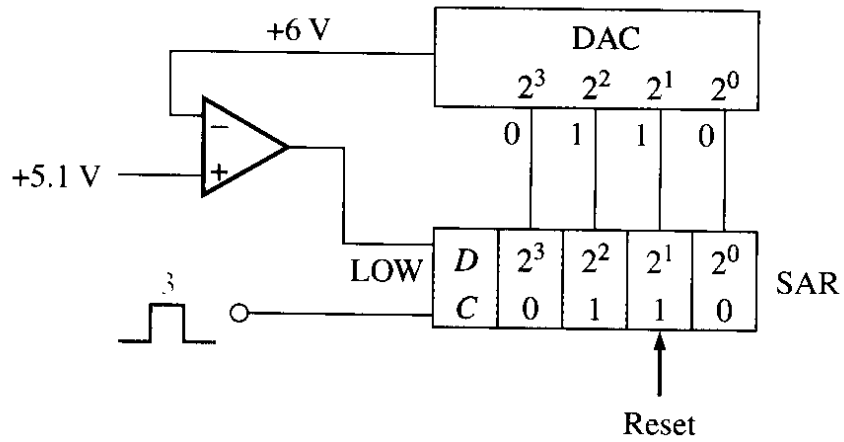 +6 V
DAC
2³ 2² 2¹ 2⁰
0 1 1 0
−
+
+5.1 V
LOW
D 2³ 2² 2¹ 2⁰
SAR
C 0 1 1 0
3
Reset